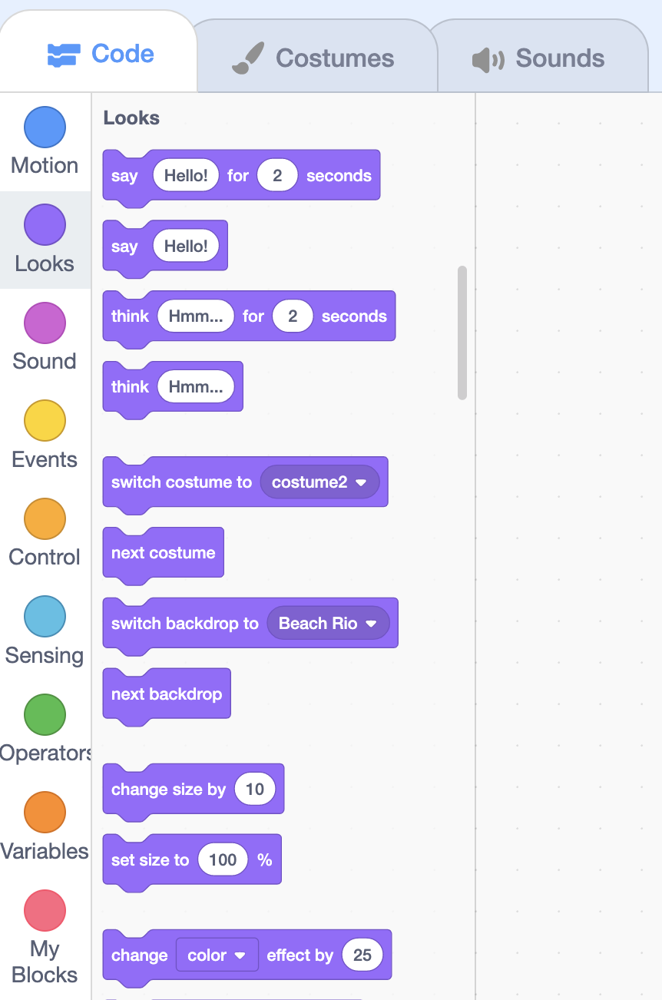 Code
Costumes
Sounds
Motion
Looks
Sound
Events
Control
Sensing
Operators
Variables
My
Blocks
Looks
say Hello! for 2 seconds
say Hello!
think Hmm... for 2 seconds
think Hmm...
switch costume to costume2
next costume
switch backdrop to Beach Rio
next backdrop
change size by 10
set size to 100 %
change color effect by 25